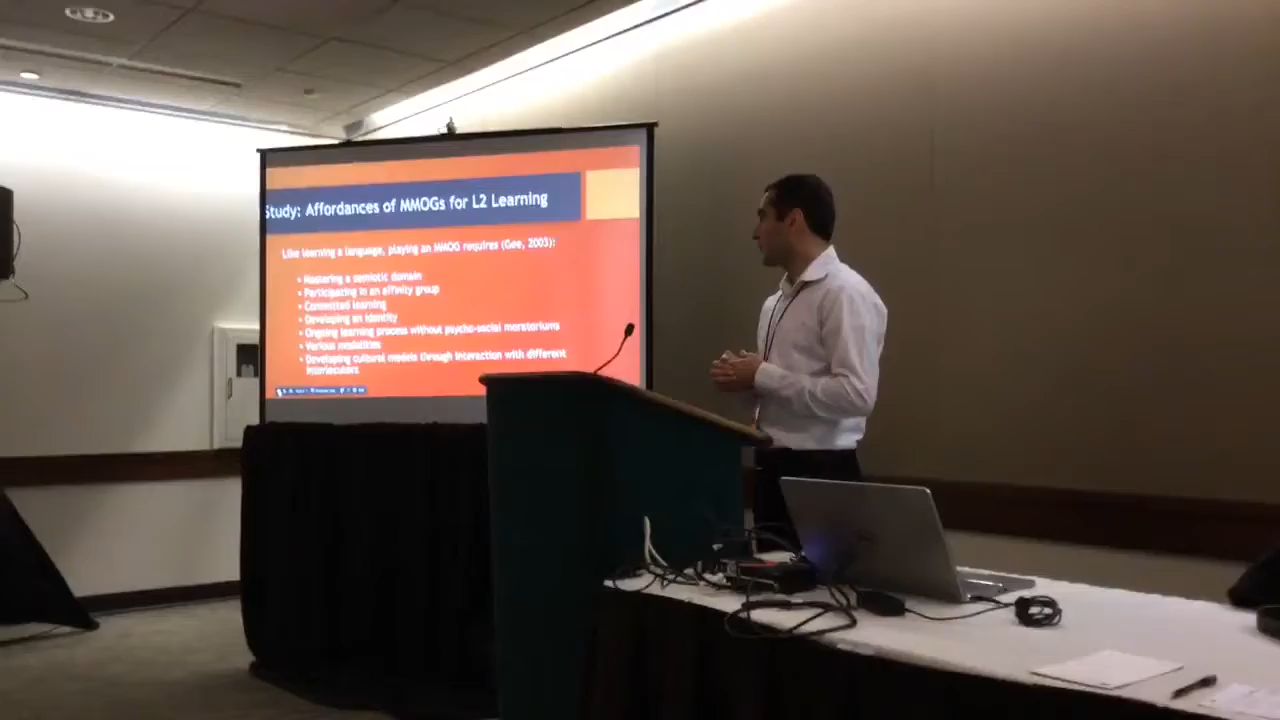 Study: Affordances of MMOGs for L2 Learning
Like learning a language, playing an MMOG requires (Gee, 2003):
• Mastering a semiotic domain
• Participating in an affinity group
• Committed learning
• Developing an identity
• Ongoing learning process without psycho-social moratoriums
• Various modalities
• Developing cultural models through interaction with different
interlocutors